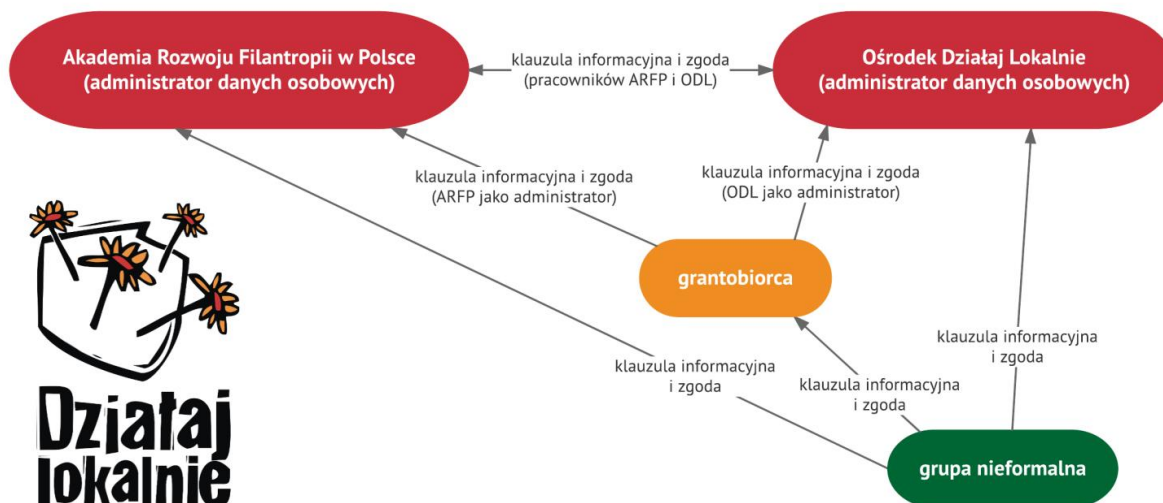 Akademia Rozwoju Filantropii w Polsce
(administrator danych osobowych)
klauzula informacyjna i zgoda
(pracowników ARFP i ODL)
Ośrodek Działaj Lokalnie
(administrator danych osobowych)
klauzula informacyjna i zgoda
(ARFP jako administrator)
klauzula informacyjna i zgoda
(ODL jako administrator)
grantobiorca
klauzula informacyjna
i zgoda
klauzula informacyjna
i zgoda
klauzula informacyjna
i zgoda
grupa nieformalna
Działaj
lokalnie